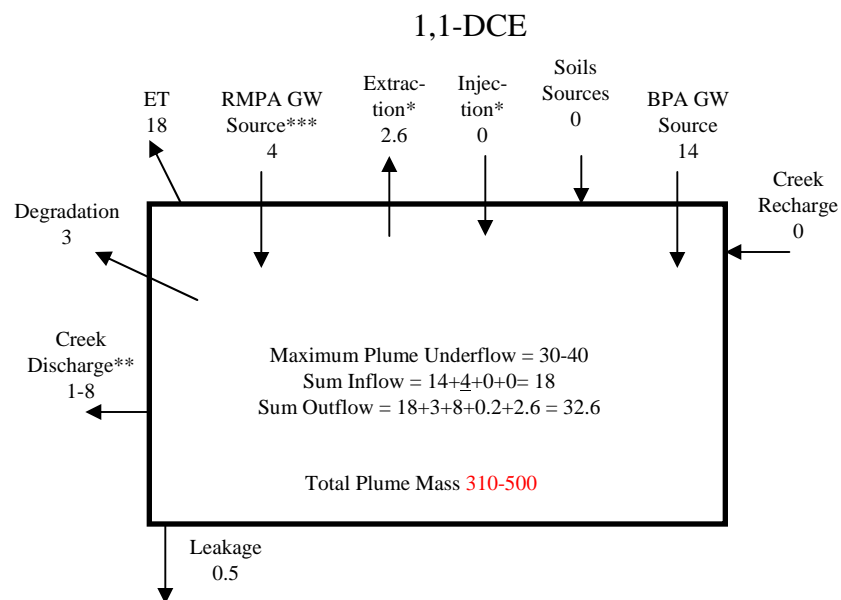 1,1-DCE
ET
18
RMPA GW
Source***
4
Extrac-
tion*
2.6
Injec-
tion*
0
Soils
Sources
0
BPA GW
Source
14
Creek
Recharge
0
Degradation
3
Creek
Discharge**
1-8
Maximum Plume Underflow = 30-40
Sum Inflow = 14+4+0+0= 18
Sum Outflow = 18+3+8+0.2+2.6 = 32.6
Total Plume Mass 310-500
Leakage
0.5